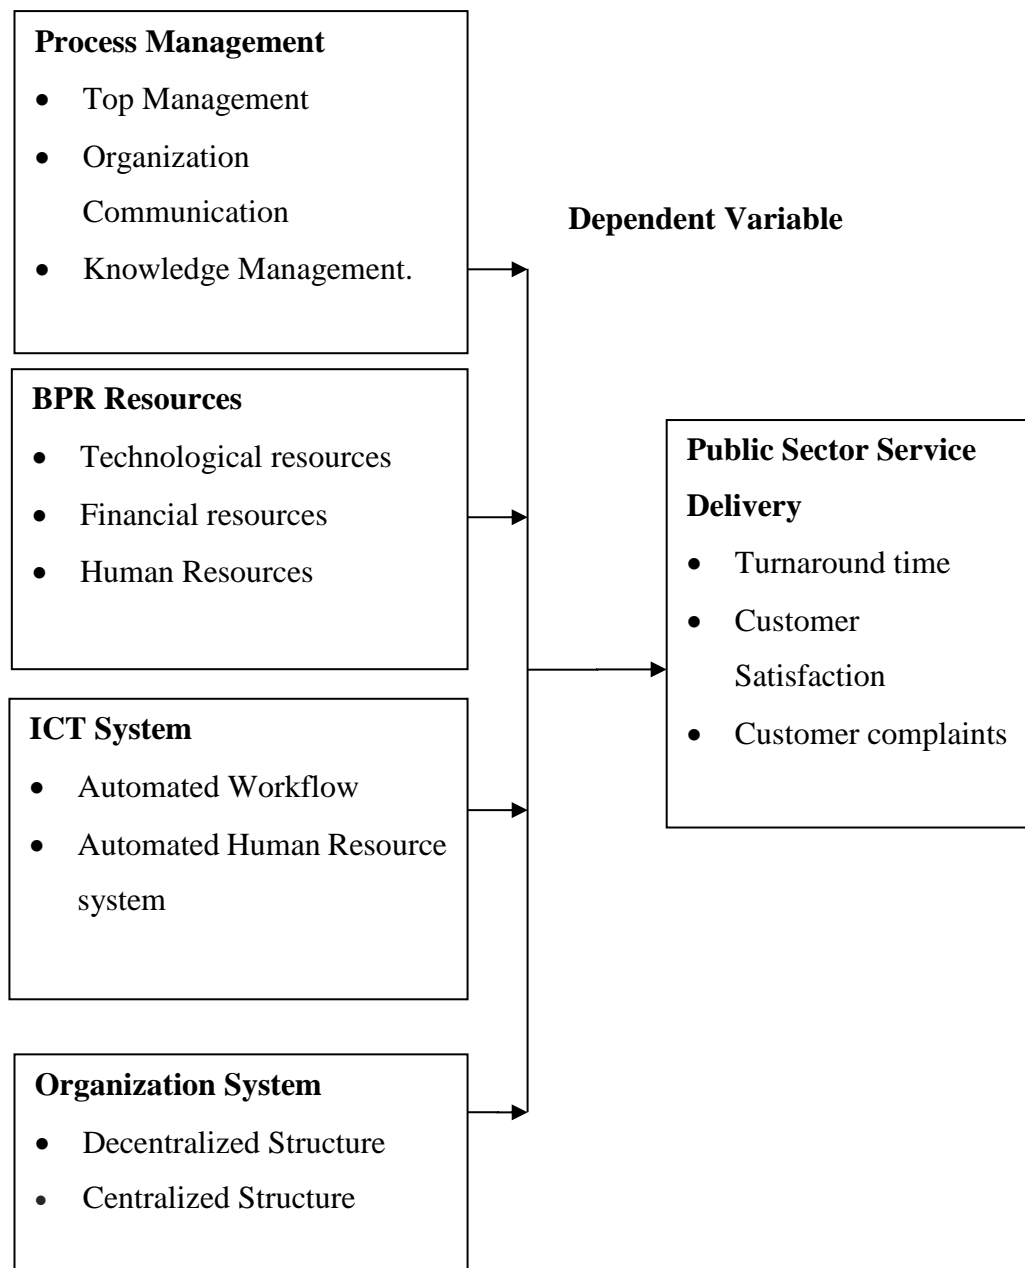 Process Management
• Top Management
• Organization
Communication
• Knowledge Management.
Dependent Variable
BPR Resources
• Technological resources
• Financial resources
• Human Resources
Public Sector Service
Delivery
• Turnaround time
• Customer
Satisfaction
• Customer complaints
ICT System
• Automated Workflow
• Automated Human Resource
system
Organization System
• Decentralized Structure
• Centralized Structure